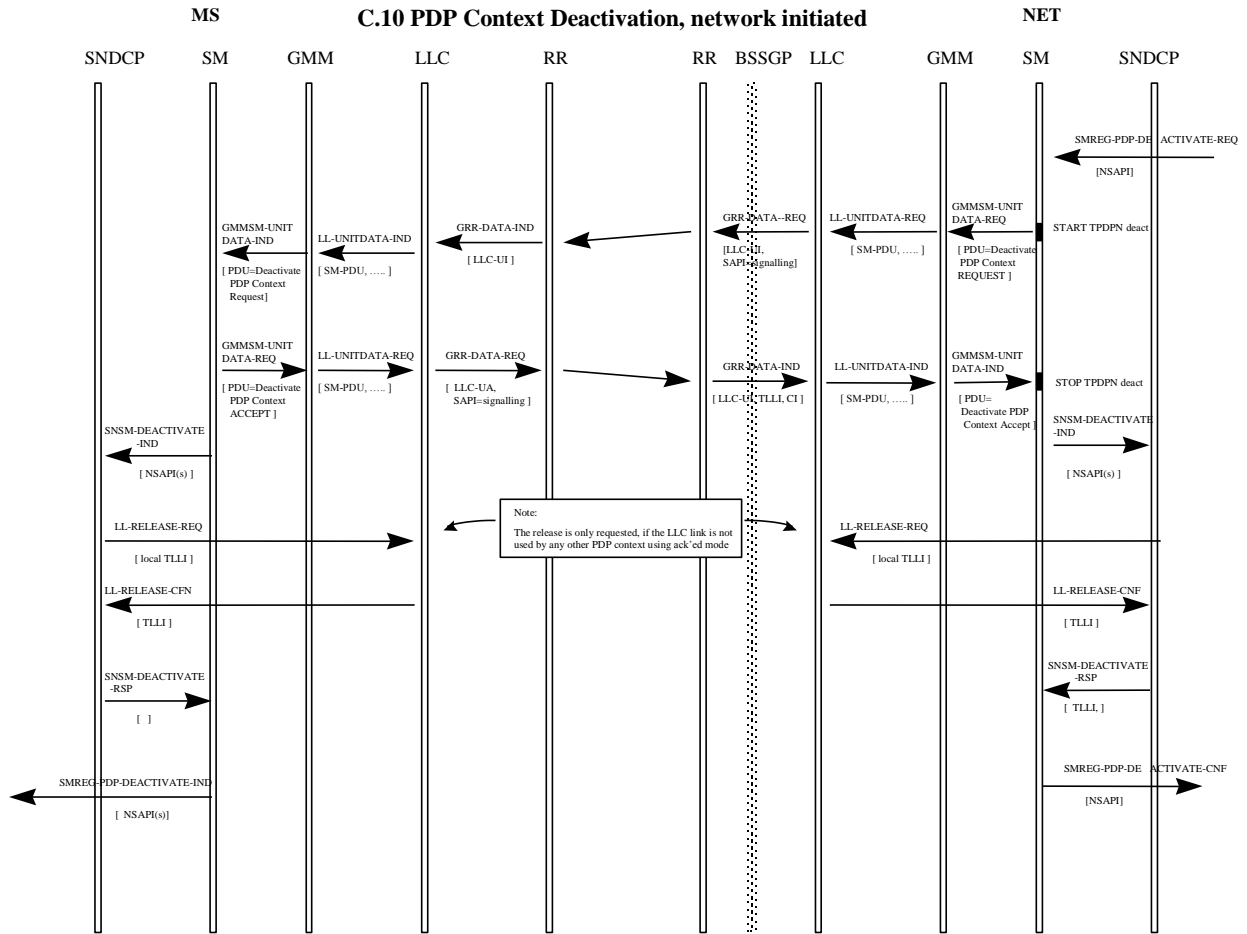 MS
C.10 PDP Context Deactivation, network initiated
NET
SNDCP SM GMM LLC RR RR BSSGP LLC GMM SM SNDCP
SMREG-PDP-DE ACTIVATE-REQ
[NSAPI]
GMMSM-UNIT
DATA-IND
[ PDU=Deactivate
PDP Context
Request]
LL-UNITDATA-IND
[ SM-PDU, ..... ]
GRR-DATA-IND
[ LLC-UI ]
GRR-DATA--REQ
[LLC-UI,
SAPI=signalling]
LL-UNITDATA-REQ
[ SM-PDU, ..... ]
GMMSM-UNIT
DATA-REQ
[ PDU=Deactivate
PDP Context
REQUEST ]
START TPDPN deact
GMMSM-UNIT
DATA-REQ
[PDU=Deactivate
PDP Context
ACCEPT ]
LL-UNITDATA-REQ
[ SM-PDU, ..... ]
GRR-DATA-REQ
[ LLC-UA,
SAPI=signalling ]
GRR-DATA-IND
[ LLC-UI, TLLI, CI ]
LL-UNITDATA-IND
[ SM-PDU, ..... ]
GMMSM-UNIT
DATA-IND
[ PDU=
Deactivate PDP
Context Accept ]
STOP TPDPN deact
SNSM-DEACTIVATE
-IND
[ NSAPI(s) ]
SNSM-DEACTIVATE
-IND
[ NSAPI(s) ]
Note:
The release is only requested, if the LLC link is not
used by any other PDP context using ack'ed mode
LL-RELEASE-REQ
[ local TLLI ]
LL-RELEASE-REQ
[ local TLLI ]
LL-RELEASE-CFN
[ TLLI ]
LL-RELEASE-CNF
[ TLLI ]
SNSM-DEACTIVATE
-RSP
[ ]
SNSM-DEACTIVATE
-RSP
[ TLLI, ]
SMREG-PDP-DEACTIVATE-IND
[ NSAPI(s)]
SMREG-PDP-DE ACTIVATE-CNF
[NSAPI]